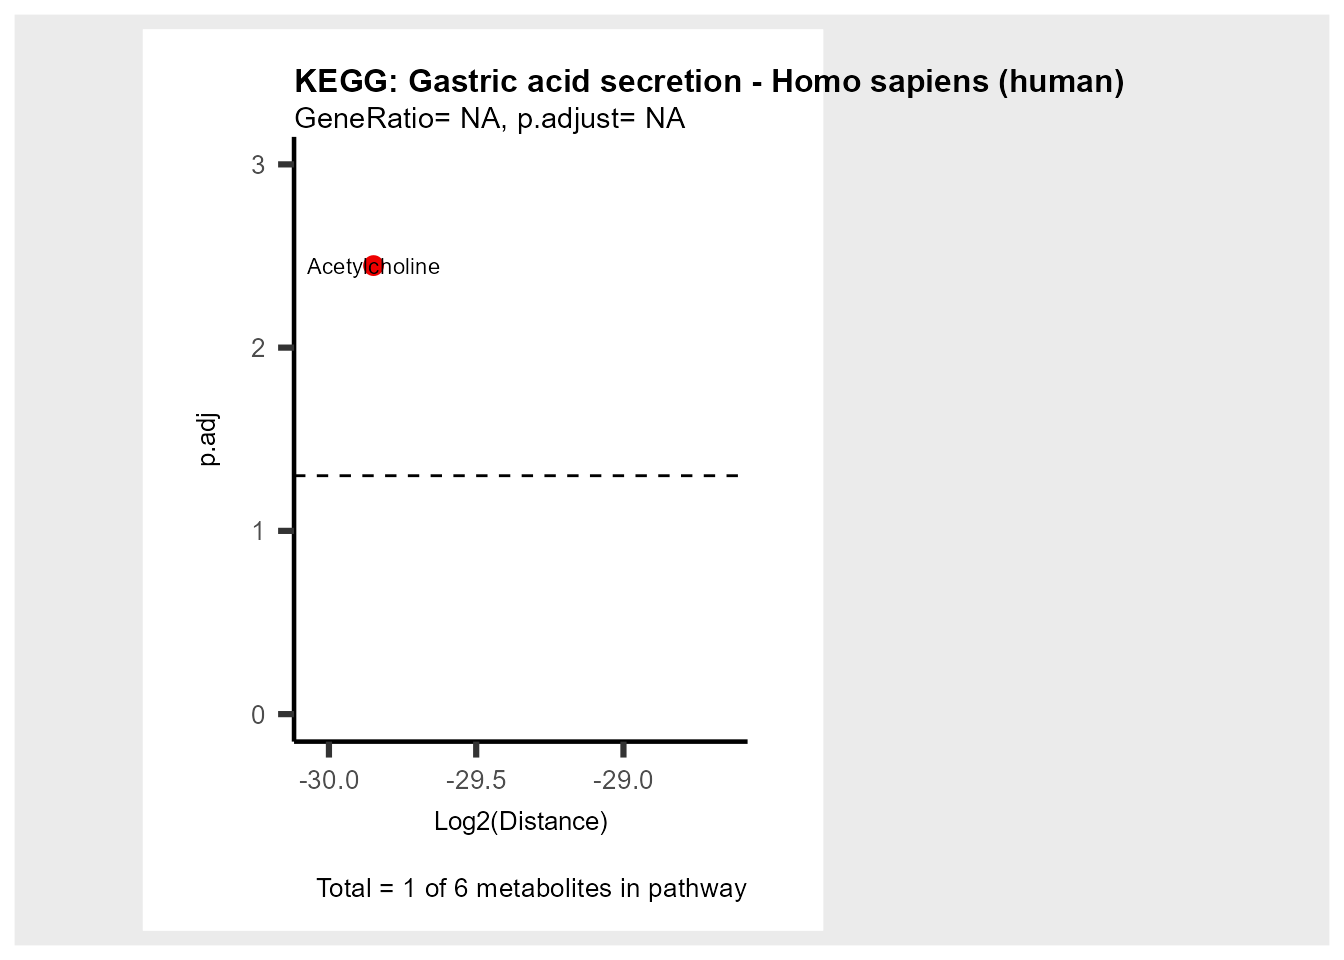 KEGG: Gastric acid secretion - Homo sapiens (human)
GeneRatio= NA, p.adjust= NA
3
Acetylcholine
2
p.adj
1
0
-30.0 -29.5 -29.0
Log2(Distance)
Total = 1 of 6 metabolites in pathway